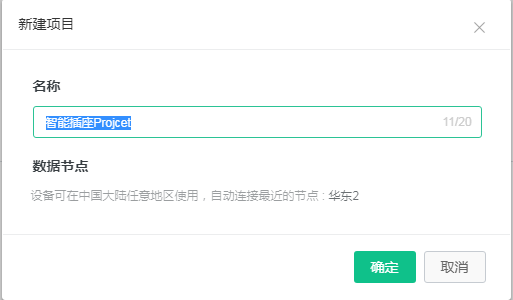 新建项目
名称
智能插座Projcet
11/20
数据节点
设备可在中国大陆任意地区使用，自动连接最近的节点 : 华东2
确定
取消